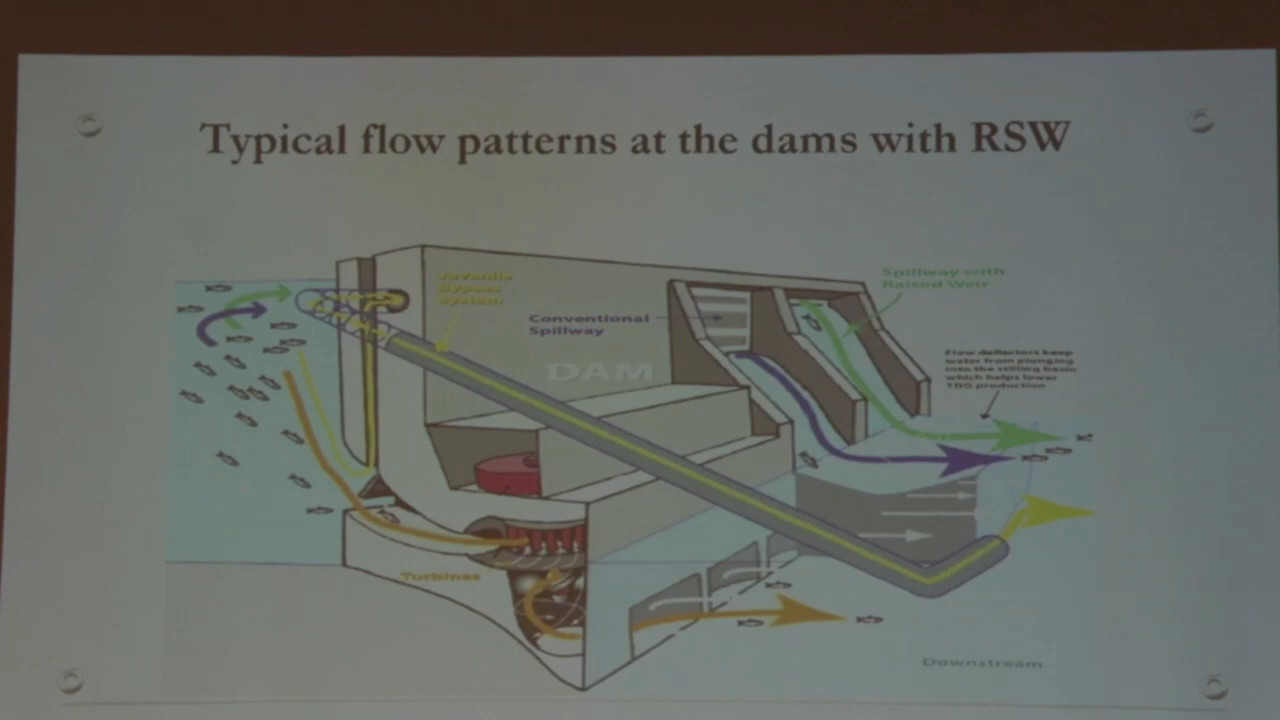 Typical flow patterns at the dams with RSW
Juvenile
Bypass
System
Conventional
Spillway
Spillway with
Raised Weir
DAM
Flow deflectors keep
water from plunging
into the stilling basin
which helps lower
TDG production
Turbines
Downstream